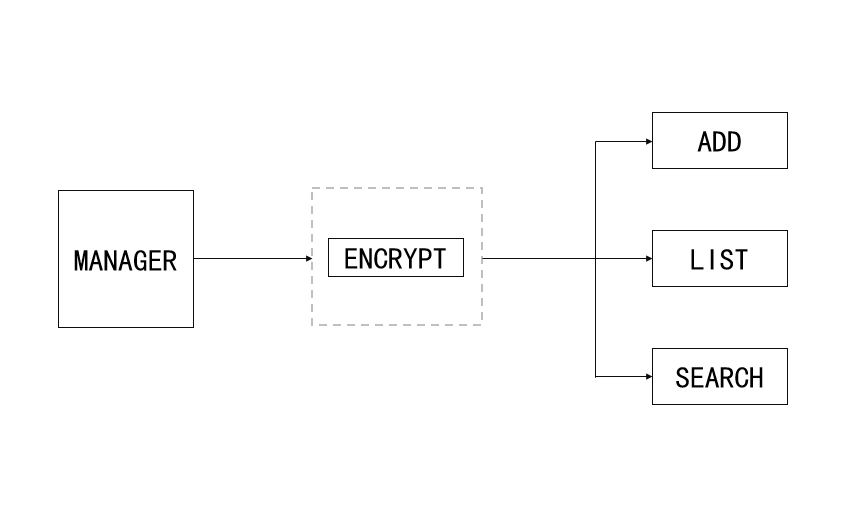 MANAGER
ENCRYPT
ADD
LIST
SEARCH